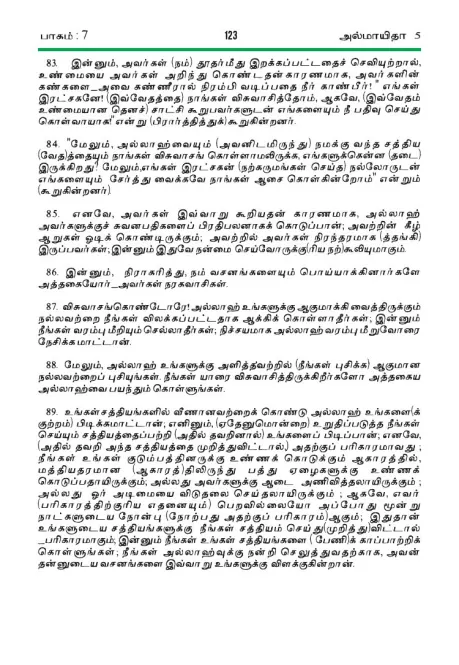 பாகம் : 7 123 அல்மாயிதா 5
83. இன்னும், அவர்கள் (நம்) தூதர்மீது இறக்கப்பட்டதைச் செவியுற்றால்,
உண்மையை அவர்கள் அறிந்து கொண்டதன்காரணமாக, அவர்களின்
கண்களை_அவை கண்ணீரால் நிரம்பி வடிப்பதை நீர் காண்பீர்! "எங்கள்
இரட்சகனே! (இவ்வேதத்தை) நாங்கள் விசுவாசித்தோம், ஆகவே, (இவ்வேதம்
உண்மையான தெனச்) சாட்சி கூறுபவர்களுடன் எங்களையும் நீ பதிவு செய்து
கொள்வாயாக! என்று (பிரார்த்தித்துக்)கூறுகின்றனர்.
84. "மேலும், அல்லாஹ்வையும் (அவனிடமிருந்து) நமக்கு வந்த சத்திய
(வேத)த்தையும் நாங்கள் விசுவாசங் கொள்ளாமலிருக்க, எங்களுக்கென்ன (தடை)
இருக்கிறது? மேலும்,எங்கள் இரட்சகன் (நற்கருமங்கள் செய்த) நல்லோருடன்
எங்களையும் சேர்த்து வைக்கவே நாங்கள் ஆசை கொள்கின்றோம்" என்றும்
(கூறுகின்றனர்).
85. எனவே, அவர்கள் இவ்வாறு கூறியதன் காரணமாக, அல்லாஹ்
அவர்களுக்குச் சுவனபதிகளைப் பிரதிபலனாகக் கொடுப்பான்; அவற்றின் கீழ்
ஆறுகள் ஓடிக் கொண்டிருக்கும்; அவற்றில் அவர்கள் நிரந்தரமாக (த்தங்கி)
இருப்பவர்கள்; இன்னும் இதுவே நன்மை செய்வோருக்கு(ரிய நற்)கூலியுமாகும்.
86. இன்னும், நிராகரித்து, நம் வசனங்களையும் பொய்யாக்கினார்களே
அத்தகையோர்_அவர்கள் நரகவாசிகள்.
87. விசுவாசங்கொண்டோரே! அல்லாஹ் உங்களுக்கு ஆகுமாக்கி வைத்திருக்கும்
நல்லவற்றை நீங்கள் விலக்கப்பட்டதாக ஆக்கிக் கொள்ளாதீர்கள்; இன்னும்
நீங்கள் வரம்பு மீறியும் செல்லாதீர்கள்; நிச்சயமாக அல்லாஹ் வரம்பு மீறுவோரை
நேசிக்கமாட்டான்.
88. மேலும், அல்லாஹ் உங்களுக்கு அளித்தவற்றில் (நீங்கள் புசிக்க) ஆகுமான
நல்லவற்றைப் புசியுங்கள். நீங்கள் யாரை விசுவாசித்திருக்கிறீர்களோ அத்தகைய
அல்லாஹ்வை பயந்தும் கொள்ளுங்கள்.
89. உங்கள்சத்தியங்களில் வீணானவற்றைக் கொண்டு அல்லாஹ் உங்களை(க்
குற்றம்) பிடிக்கமாட்டான்; எனினும், (ஏதேனுமொன்றை) உறுதிப்படுத்த நீங்கள்
செய்யும் சத்தியத்தைப்பற்றி (அதில் தவறினால்) உங்களைப் பிடிப்பான்; எனவே,
(அதில் தவறி அந்த சத்தியத்தை முறித்துவிட்டால்,) அதற்குப் பரிகாரமாவது ;
நீங்கள் உங்கள் குடும்பத்தினருக்கு உணவுக் கொடுக்கும் ஆகாரத்தில்,
மத்தியதரமான (ஆகாரத்)திலிருந்து பத்து ஏழைகளுக்கு உணவுக்
கொடுப்பதாயிருக்கும்; அல்லது அவர்களுக்கு ஆடை அணிவித்தலாயிருக்கும் ;
அல்லது ஓர் அடிமையை விடுதலை செய்தலாயிருக்கும் ; ஆகவே, எவர்
(பரிகாரத்திற்குரிய எதனையும்) பெறவில்லையோ அப்போது மூன்று
நாட்களுடைய நோன்பு (நோற்பது அதற்குப் பரிகாரம்)ஆகும்; இதுதான்
உங்களுடைய சத்தியங்களுக்கு நீங்கள் சத்தியம் செய்து(முறித்து)விட்டால்
_பரிகாரமாகும்; இன்னும் நீங்கள் உங்கள் சத்தியங்களை ( பேணி)க் காப்பாற்றிக்
கொள்ளுங்கள் ; நீங்கள் அல்லாஹ்வுக்கு நன்றி செலுத்துவதற்காக, அவன்
தன்னுடையவசனங்களை இவ்வாறு உங்களுக்கு விளக்குகின்றான்.